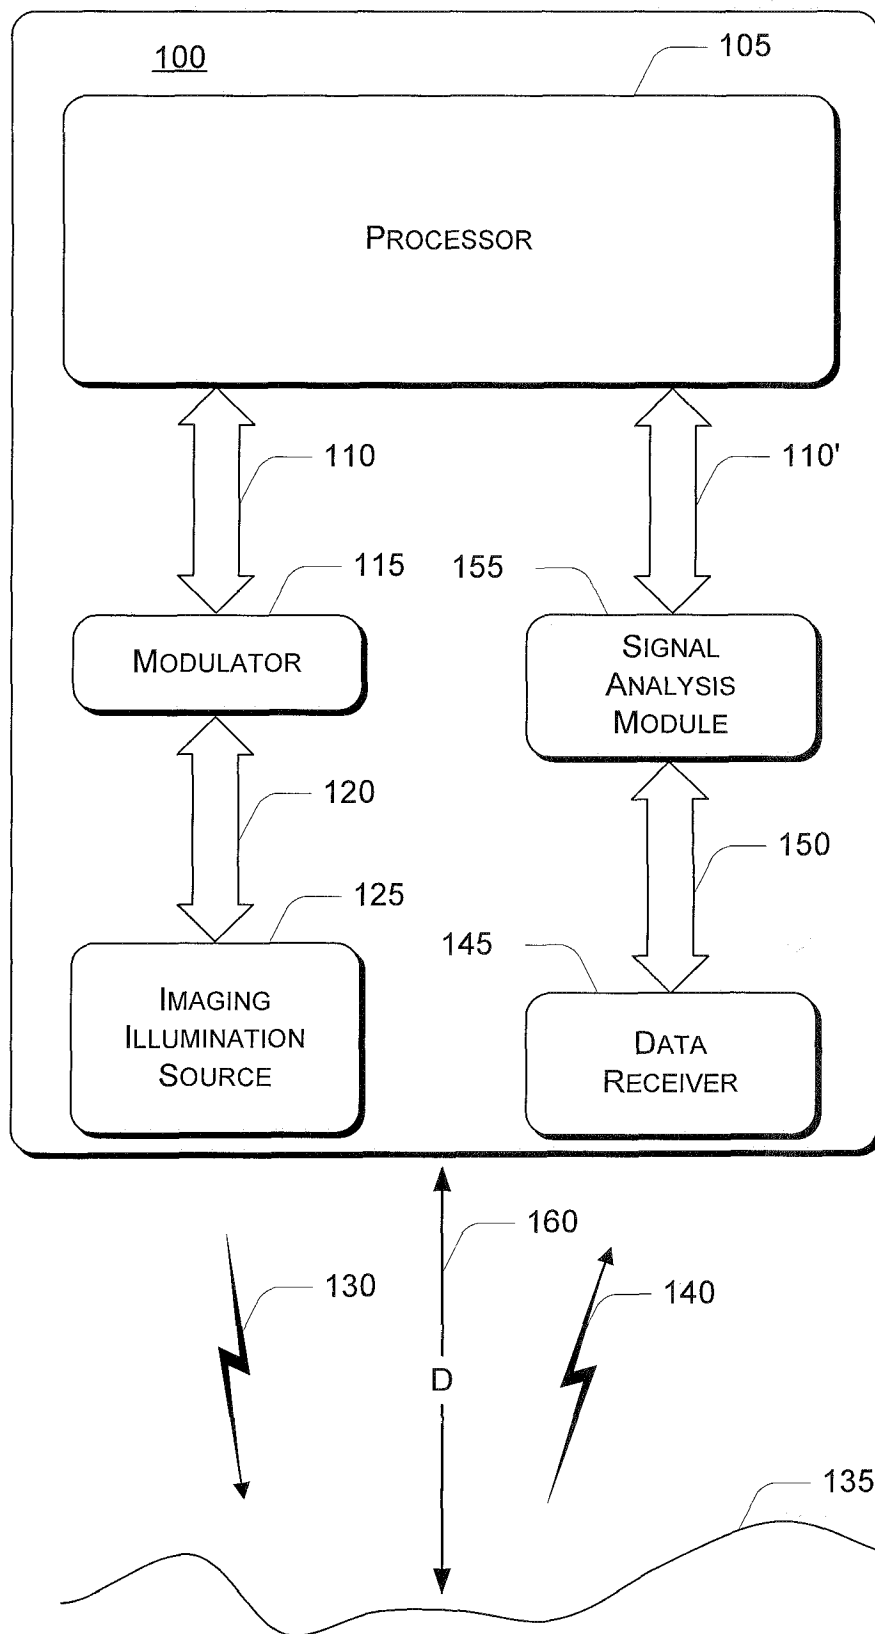 100
105
PROCESSOR
110
110'
115
155
MODULATOR
SIGNAL
ANALYSIS
MODULE
120
150
125
145
IMAGING
ILLUMINATION
SOURCE
DATA
RECEIVER
160
130
140
D
135